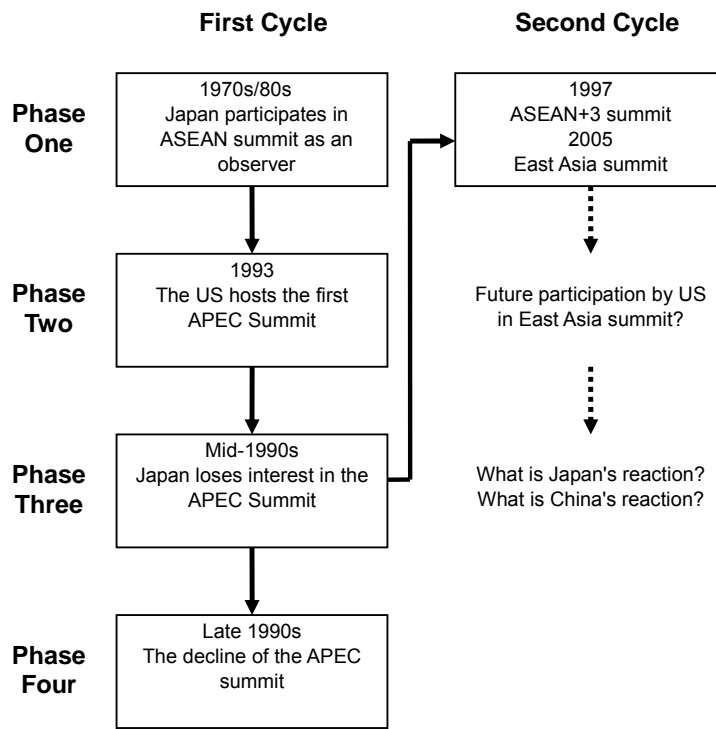 First Cycle
Second Cycle
Phase
One
1970s/80s
Japan participates in
ASEAN summit as an
observer
1997
ASEAN+3 summit
2005
East Asia summit
Phase
Two
1993
The US hosts the first
APEC Summit
Future participation by US
in East Asia summit?
Phase
Three
Mid-1990s
Japan loses interest in the
APEC Summit
What is Japan's reaction?
What is China's reaction?
Phase
Four
Late 1990s
The decline of the APEC
summit